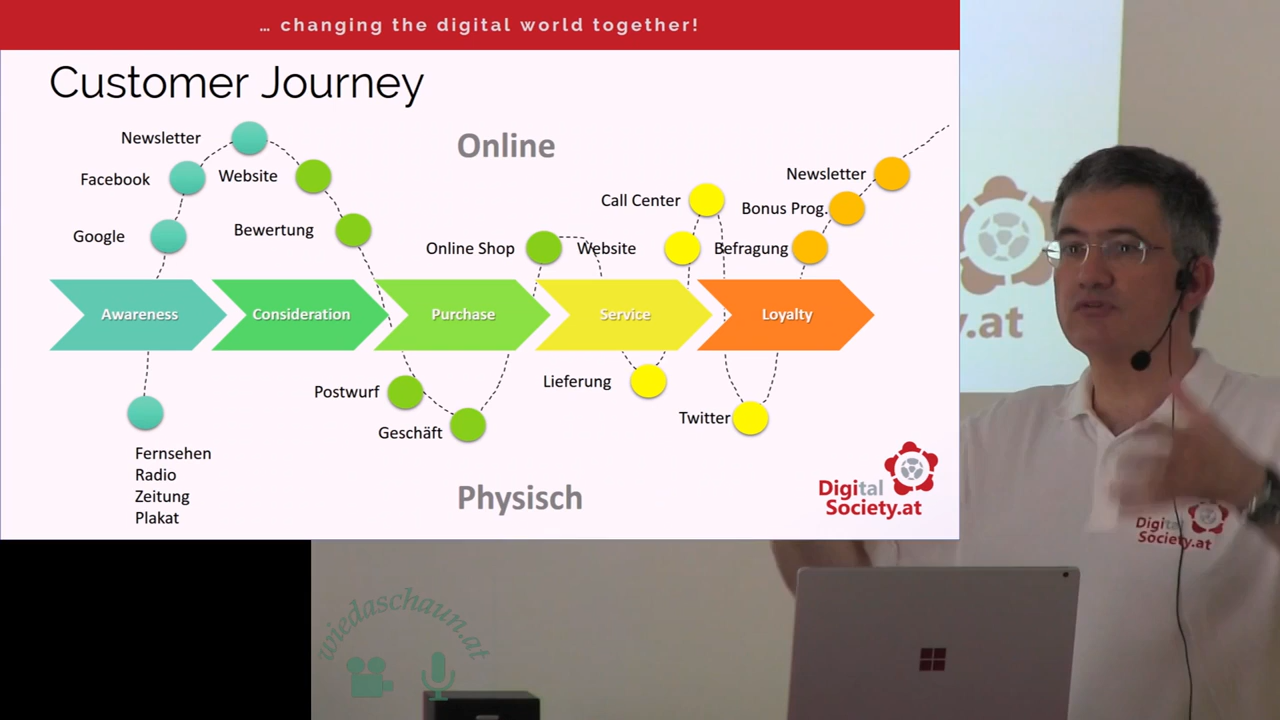 … changing the digital world together!
Customer Journey
Newsletter
Online
Facebook
Website
Newsletter
Call Center
Bonus Prog.
Google
Bewertung
Online Shop
Website
Befragung
Awareness
Consideration
Purchase
Service
Loyalty
Postwurf
Lieferung
Geschäft
Twitter
Fernsehen
Radio
Zeitung
Plakat
Physisch
Digital
Society.at
y.at
Digital
Society.at
wiedaschaun.at